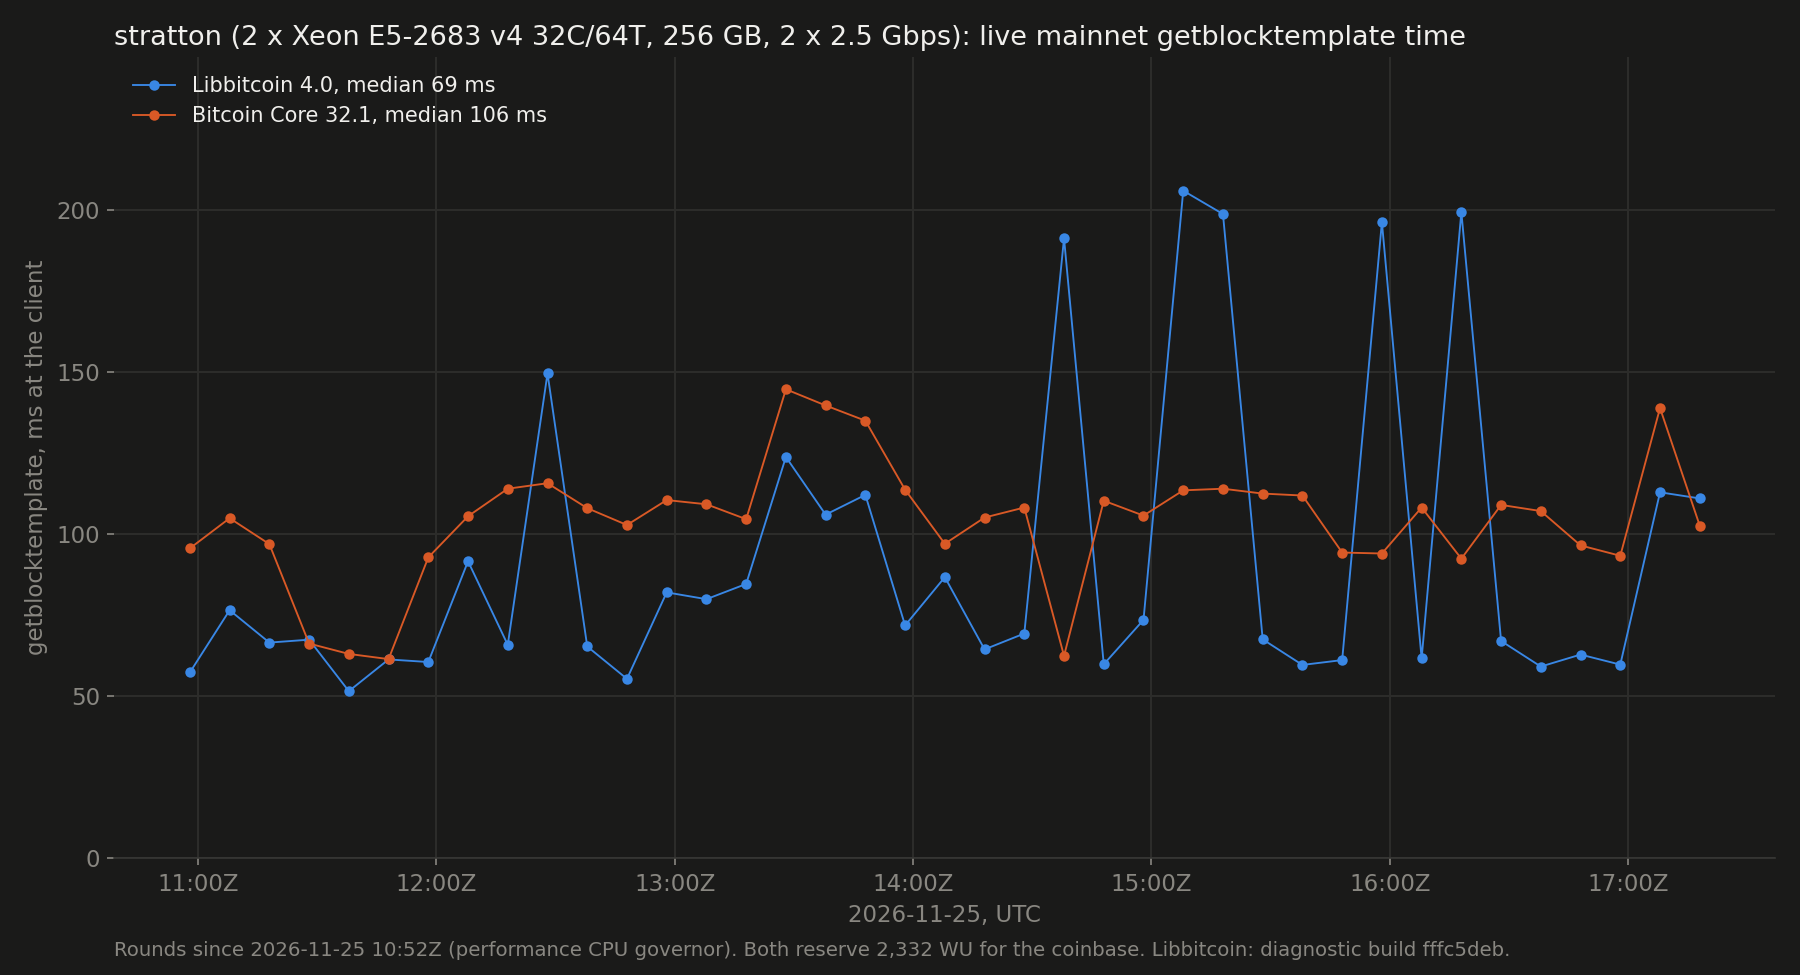 stratton (2 x Xeon E5-2683 v4 32C/64T, 256 GB, 2 x 2.5 Gbps): live mainnet getblocktemplate time
Libbitcoin 4.0, median 69 ms
Bitcoin Core 32.1, median 106 ms
getblocktemplate, ms at the client
200
150
100
50
0
11:00Z 12:00Z 13:00Z 14:00Z 15:00Z 16:00Z 17:00Z
2026-11-25, UTC
Rounds since 2026-11-25 10:52Z (performance CPU governor). Both reserve 2,332 WU for the coinbase. Libbitcoin: diagnostic build fffc5deb.